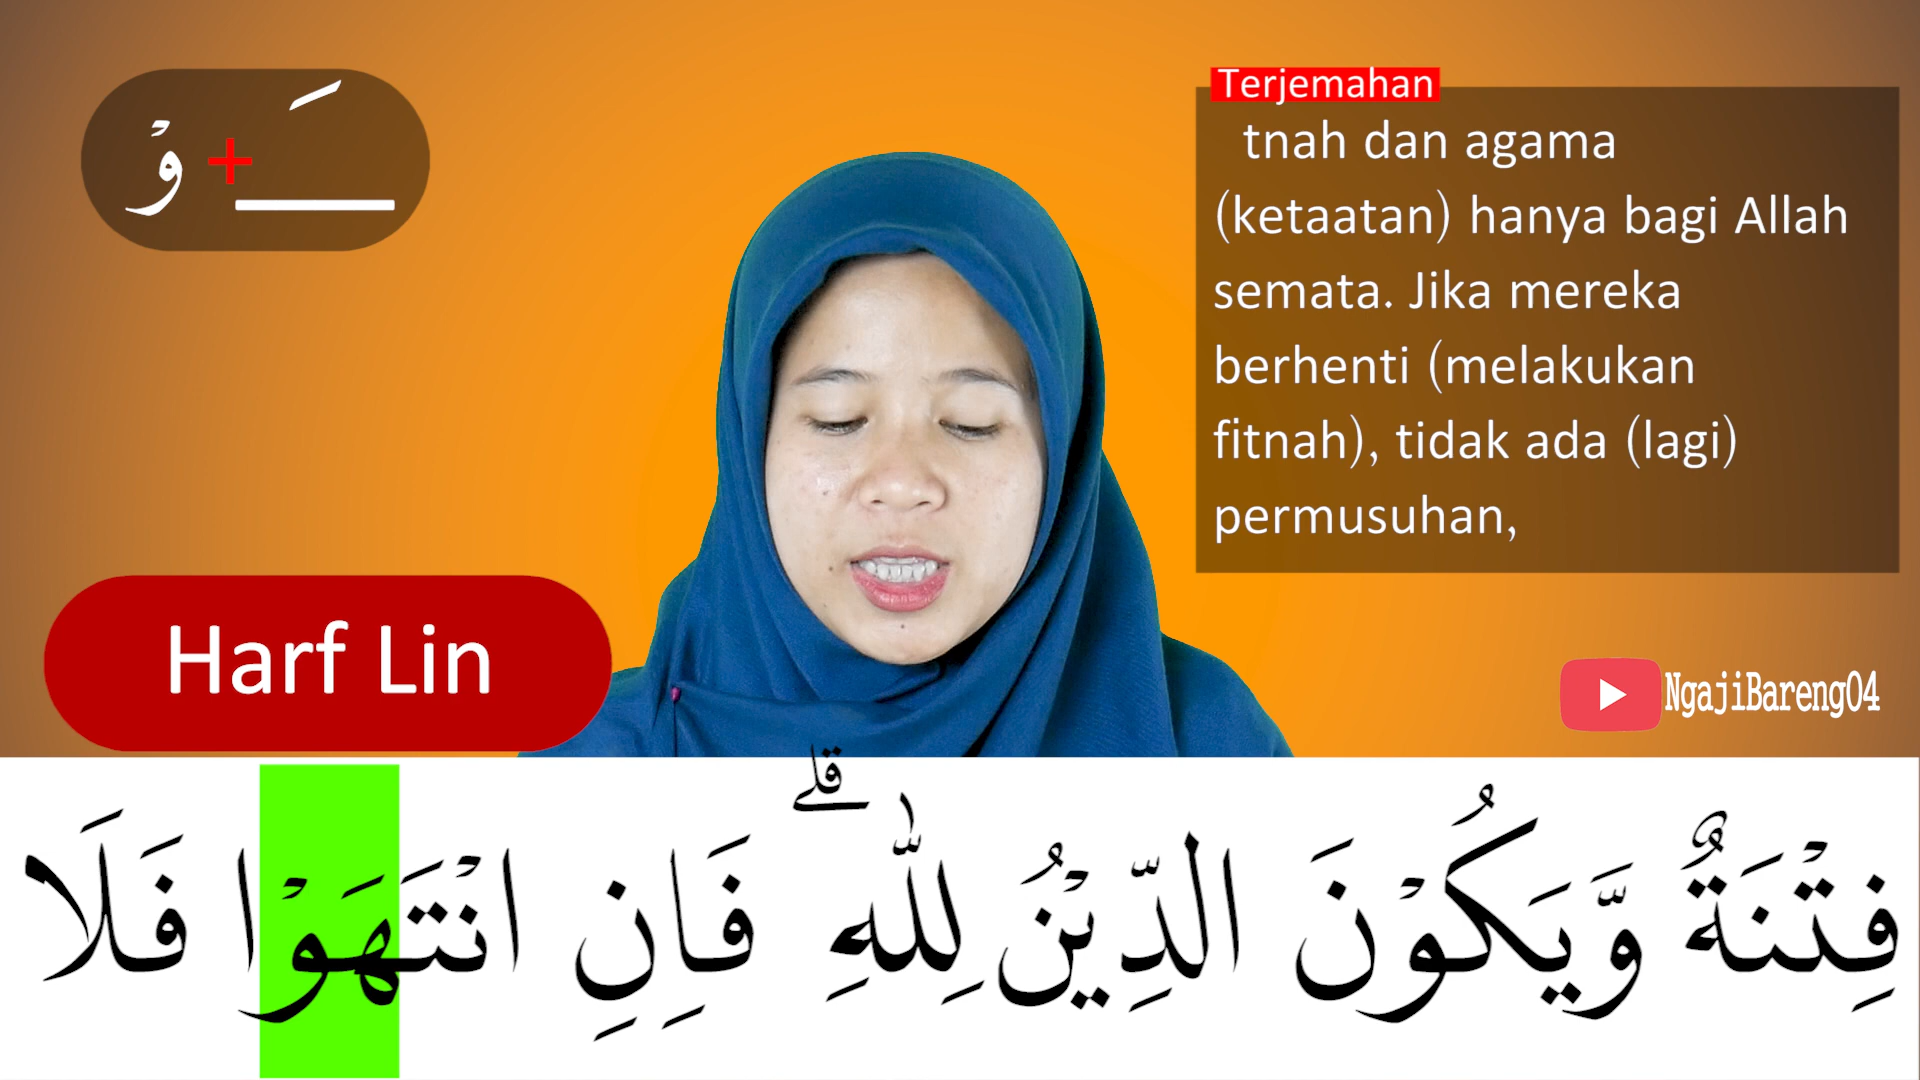 وْ + ـَ
Terjemahan
tnah dan agama
(ketaatan) hanya bagi Allah
semata. Jika mereka
berhenti (melakukan
fitnah), tidak ada (lagi)
permusuhan,
Harf Lin
NgajiBareng04
فِتْنَةٌ وَّيَكُوْنَ الدِّيْنُ لِلّٰهِ ۗ فَاِنِ انْتَهَوْا فَلَا